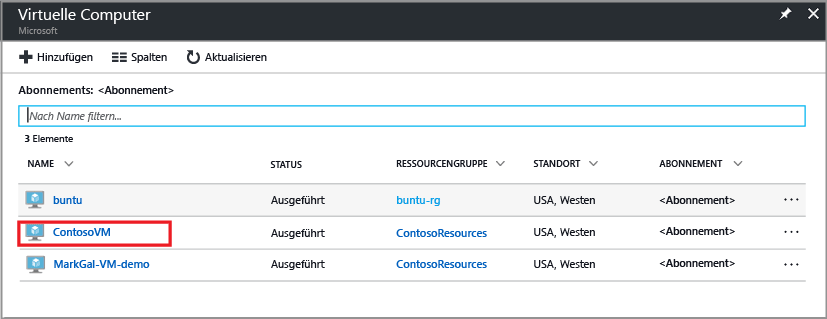 Virtuelle Computer
Microsoft
Hinzufügen Spalten Aktualisieren
Abonnements: <Abonnement>
Nach Name filtern...
3 Elemente
NAME STATUS RESSOURCENGRUPPE STANDORT ABONNEMENT
buntu Ausgeführt buntu-rg USA, Westen <Abonnement> ...
ContosoVM Ausgeführt ContosoResources USA, Westen <Abonnement> ...
MarkGal-VM-demo Ausgeführt ContosoResources USA, Westen <Abonnement> ...